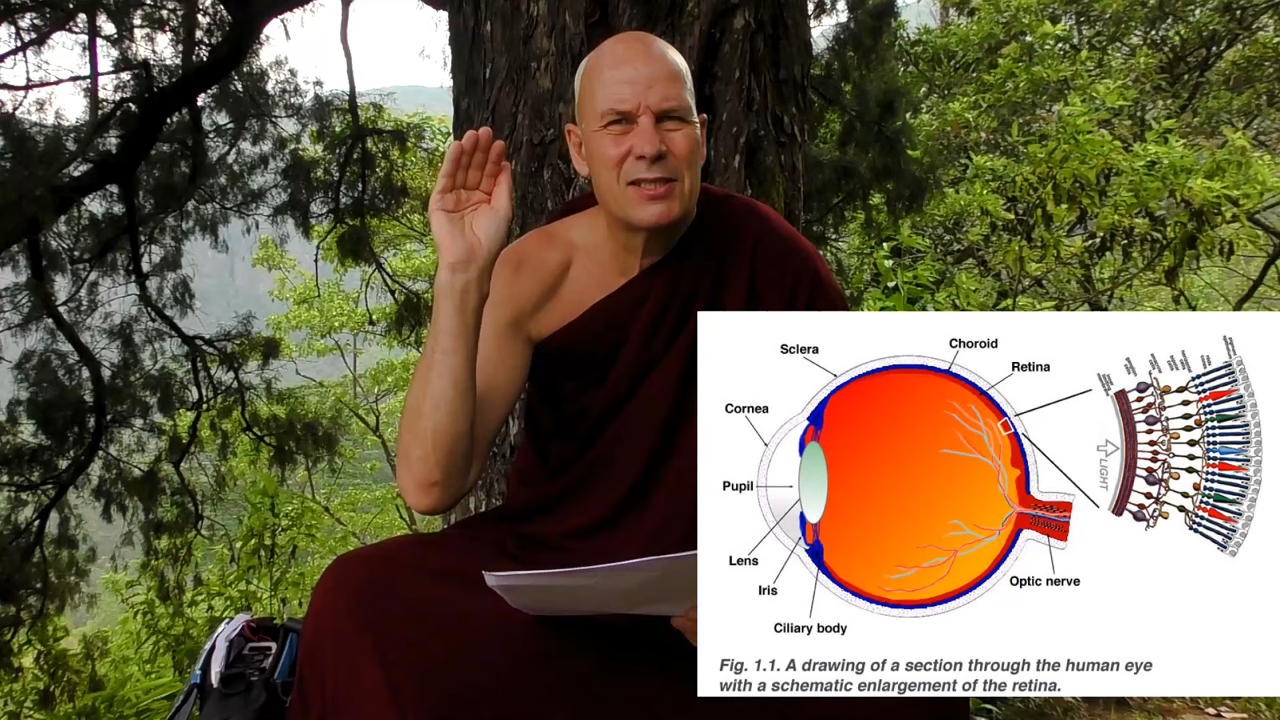 Sclera
Choroid
Retina
Cornea
Pupil
LIGHT
Lens
Iris
Optic nerve
Ciliary body
Fig. 1.1. A drawing of a section through the human eye
with a schematic enlargement of the retina.